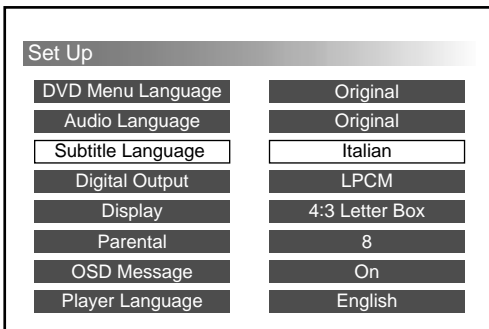 Set Up
DVD Menu Language Original
Audio Language Original
Subtitle Language Italian
Digital Output LPCM
Display 4:3 Letter Box
Parental 8
OSD Message On
Player Language English